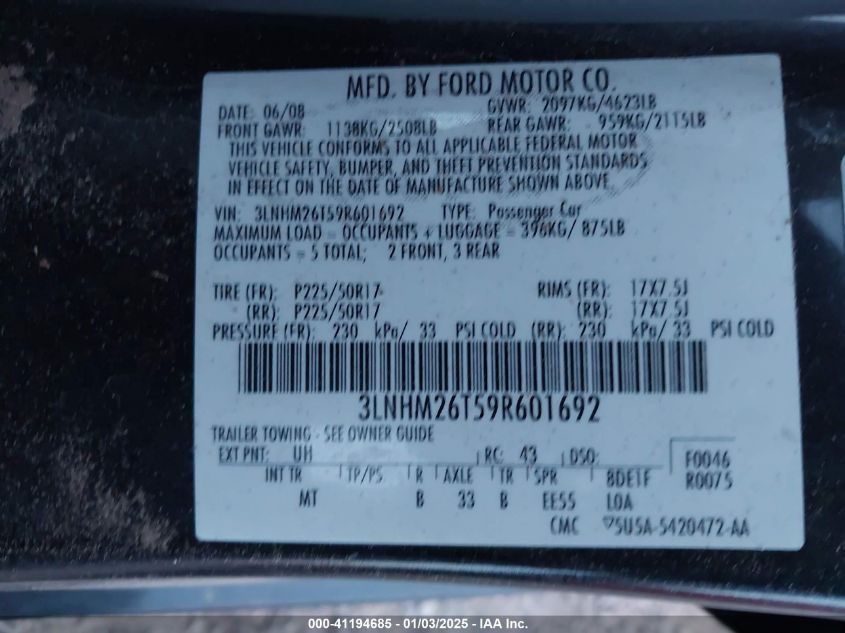 MFD. BY FORD MOTOR CO.
DATE: 06/08 GVWR: 2097KG/4623LB
FRONT GAWR: 1138KG/2508LB REAR GAWR: 959KG/2115LB
THIS VEHICLE CONFORMS TO ALL APPLICABLE FEDERAL MOTOR
VEHICLE SAFETY, BUMPER, AND THEFT PREVENTION STANDARDS
IN EFFECT ON THE DATE OF MANUFACTURE SHOWN ABOVE.
VIN: 3LNHM26T59R601692 TYPE: Passenger Car
MAXIMUM LOAD = OCCUPANTS + LUGGAGE = 396KG/ 875LB
OCCUPANTS = 5 TOTAL; 2 FRONT, 3 REAR
TIRE (FR): P225/50R17 RIMS (FR): 17X7.5J
(RR): P225/50R17 (RR): 17X7.5J
PRESSURE (FR): 230 kPa/ 33 PSI COLD (RR): 230 kPa/ 33 PSI COLD
3LNHM26T59R601692
TRAILER TOWING - SEE OWNER GUIDE
EXT PNT: UH RC: 43 DSO: F0046
INT TR TP/PS R AXLE TR SPR BDETF R0075
MT B 33 B EE55 LOA
CMC 5U5A-5420472-AA
000-41194685 - 01/03/2025 - IAA Inc.